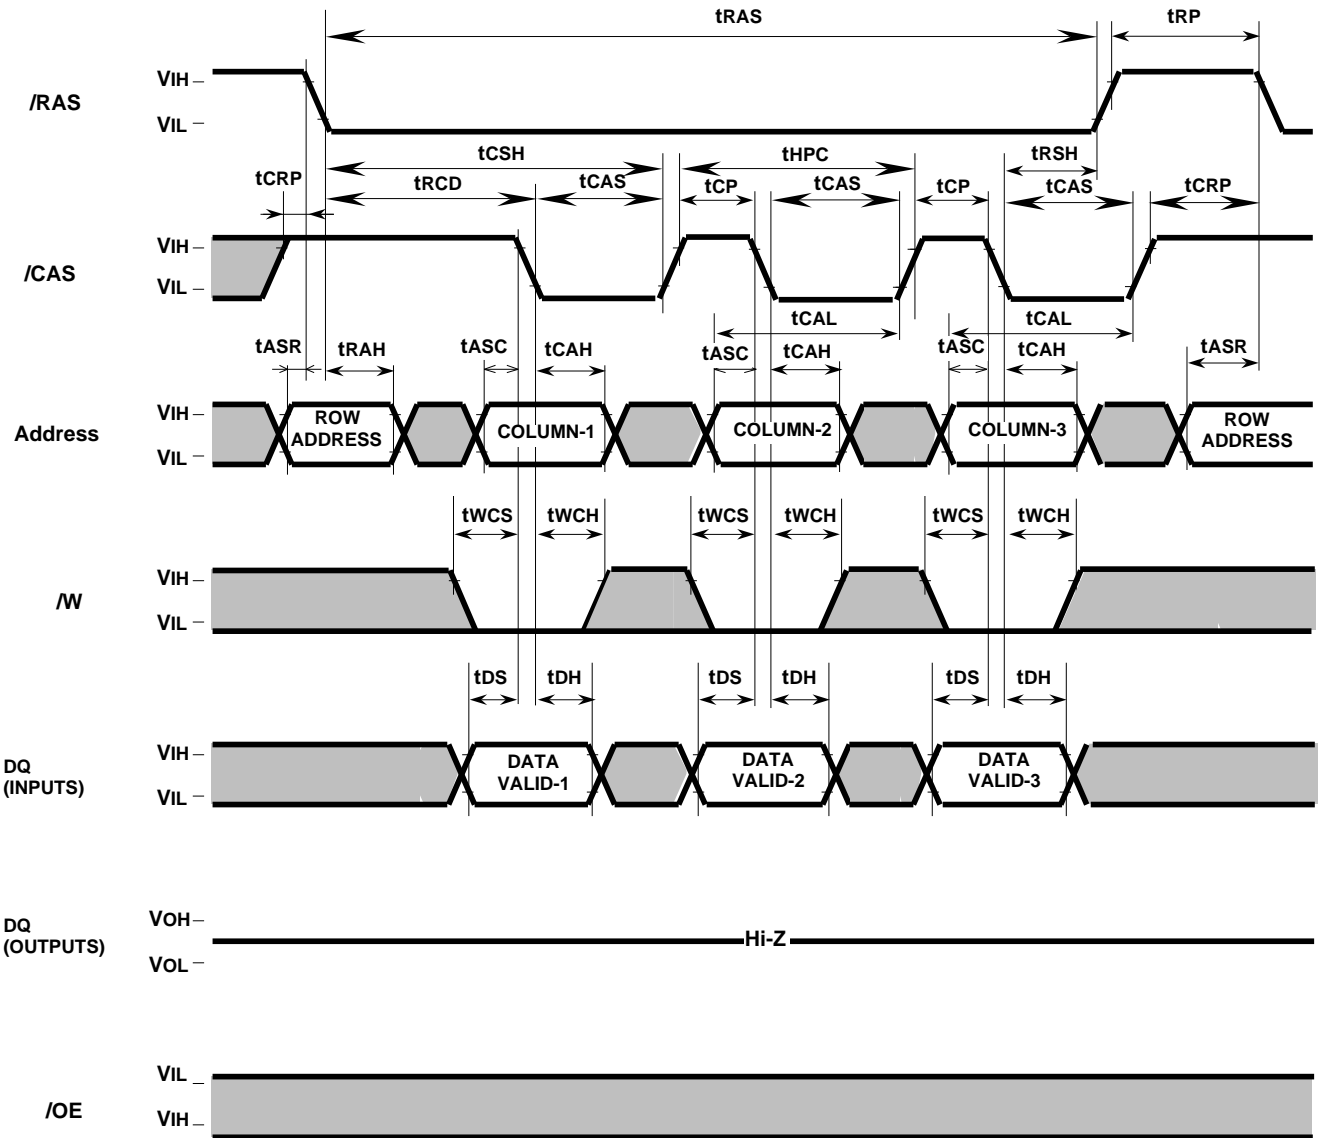 tRAS tRP
VIH
/RAS
VIL
tCSH tHPC tRSH
tCRP tRCD tCAS tCP tCAS tCP tCAS tCRP
VIH
/CAS
VIL
tCAL tCAL
tASR tRAH tASC tCAH tASC tCAH tASC tCAH tASR
VIH
Address
VIL
ROW
ADDRESS
COLUMN-1
COLUMN-2
COLUMN-3
ROW
ADDRESS
tWCS tWCH tWCS tWCH tWCS tWCH
VIH
/W
VIL
tDS tDH tDS tDH tDS tDH
DQ
(INPUTS)
VIH
VIL
DATA
VALID-1
DATA
VALID-2
DATA
VALID-3
DQ
(OUTPUTS)
VOH
Hi-Z
VOL
VIL
/OE
VIH